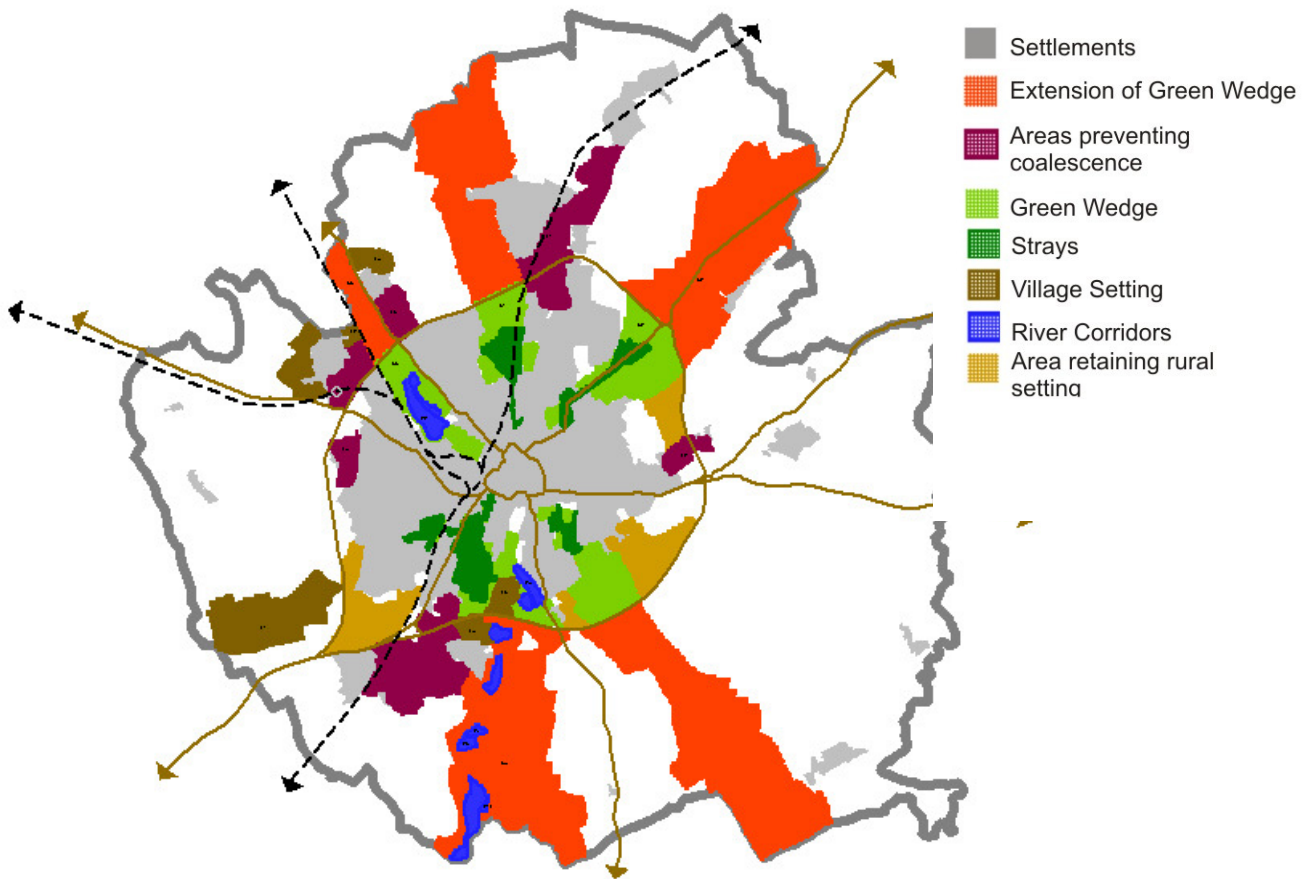 Settlements
Extension of Green Wedge
Areas preventing
coalescence
Green Wedge
Strays
Village Setting
River Corridors
Area retaining rural
setting